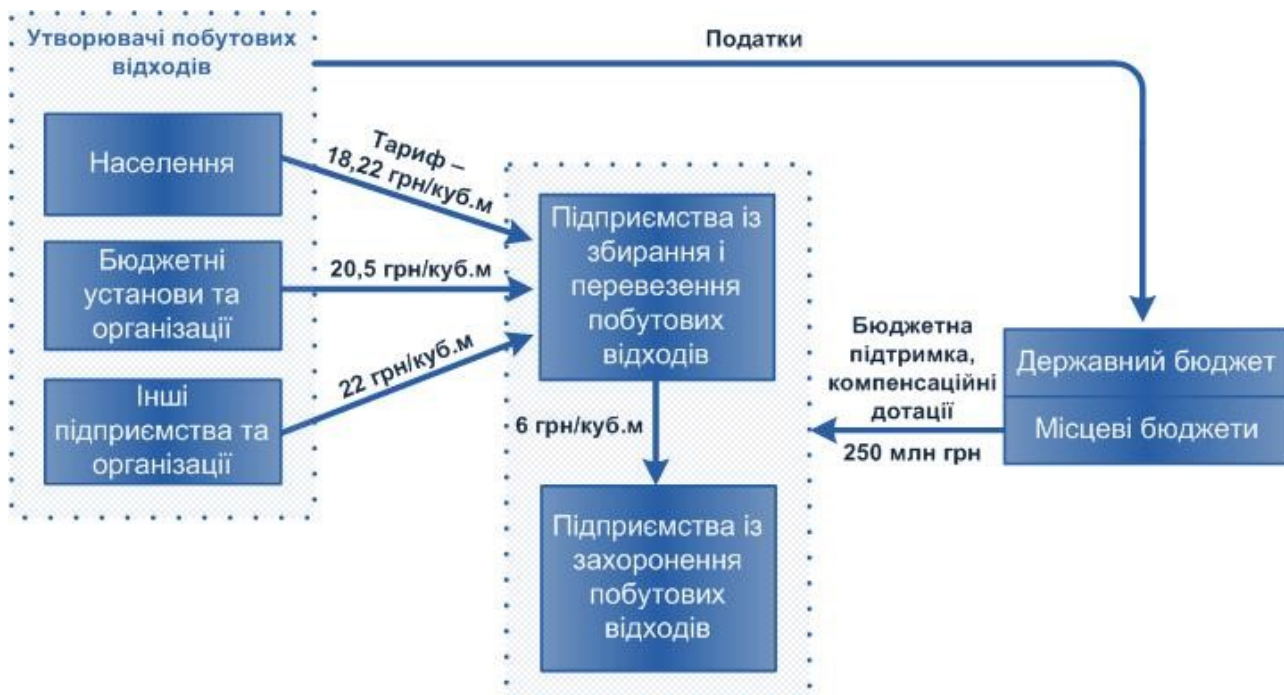 Утворювачі побутових
відходів
Податки
Населення
Тариф –
18,22 грн/куб.м
Бюджетні
установи та
організації
20,5 грн/куб.м
Інші
підприємства та
організації
22 грн/куб.м
Підприємства із
збирання і
перевезення
побутових
відходів
6 грн/куб.м
Підприємства із
захоронення
побутових
відходів
Бюджетна
підтримка,
компенсаційні
дотації
250 млн грн
Державний бюджет
Місцеві бюджети